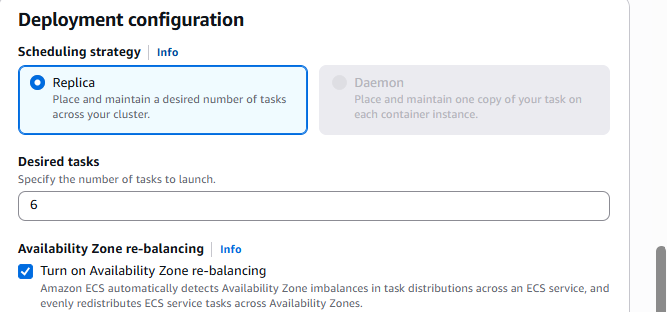 Deployment configuration
Scheduling strategy Info
Replica
Place and maintain a desired number of tasks
across your cluster.
Daemon
Place and maintain one copy of your task on
each container instance.
Desired tasks
Specify the number of tasks to launch.
6
Availability Zone re-balancing Info
Turn on Availability Zone re-balancing
Amazon ECS automatically detects Availability Zone imbalances in task distributions across an ECS service, and
evenly redistributes ECS service tasks across Availability Zones.